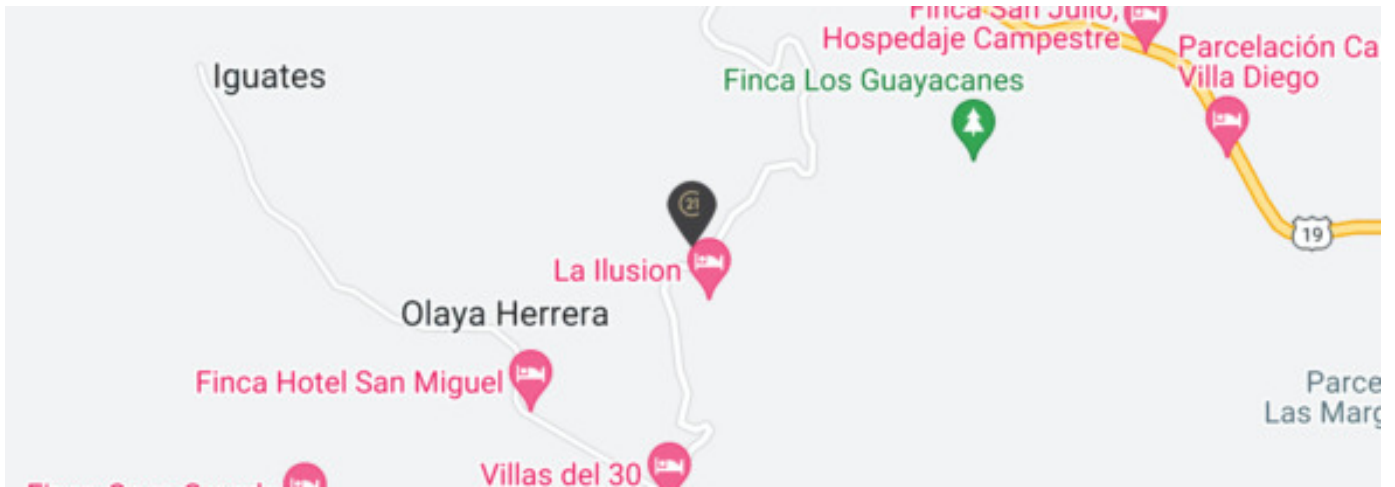 Finca San Julio,
Hospedaje Campestre
Parcelación Ca
Villa Diego
Iguates
Finca Los Guayacanes
21
19
La Ilusion
Olaya Herrera
Finca Hotel San Miguel
Parce
Las Marg
Villas del 30